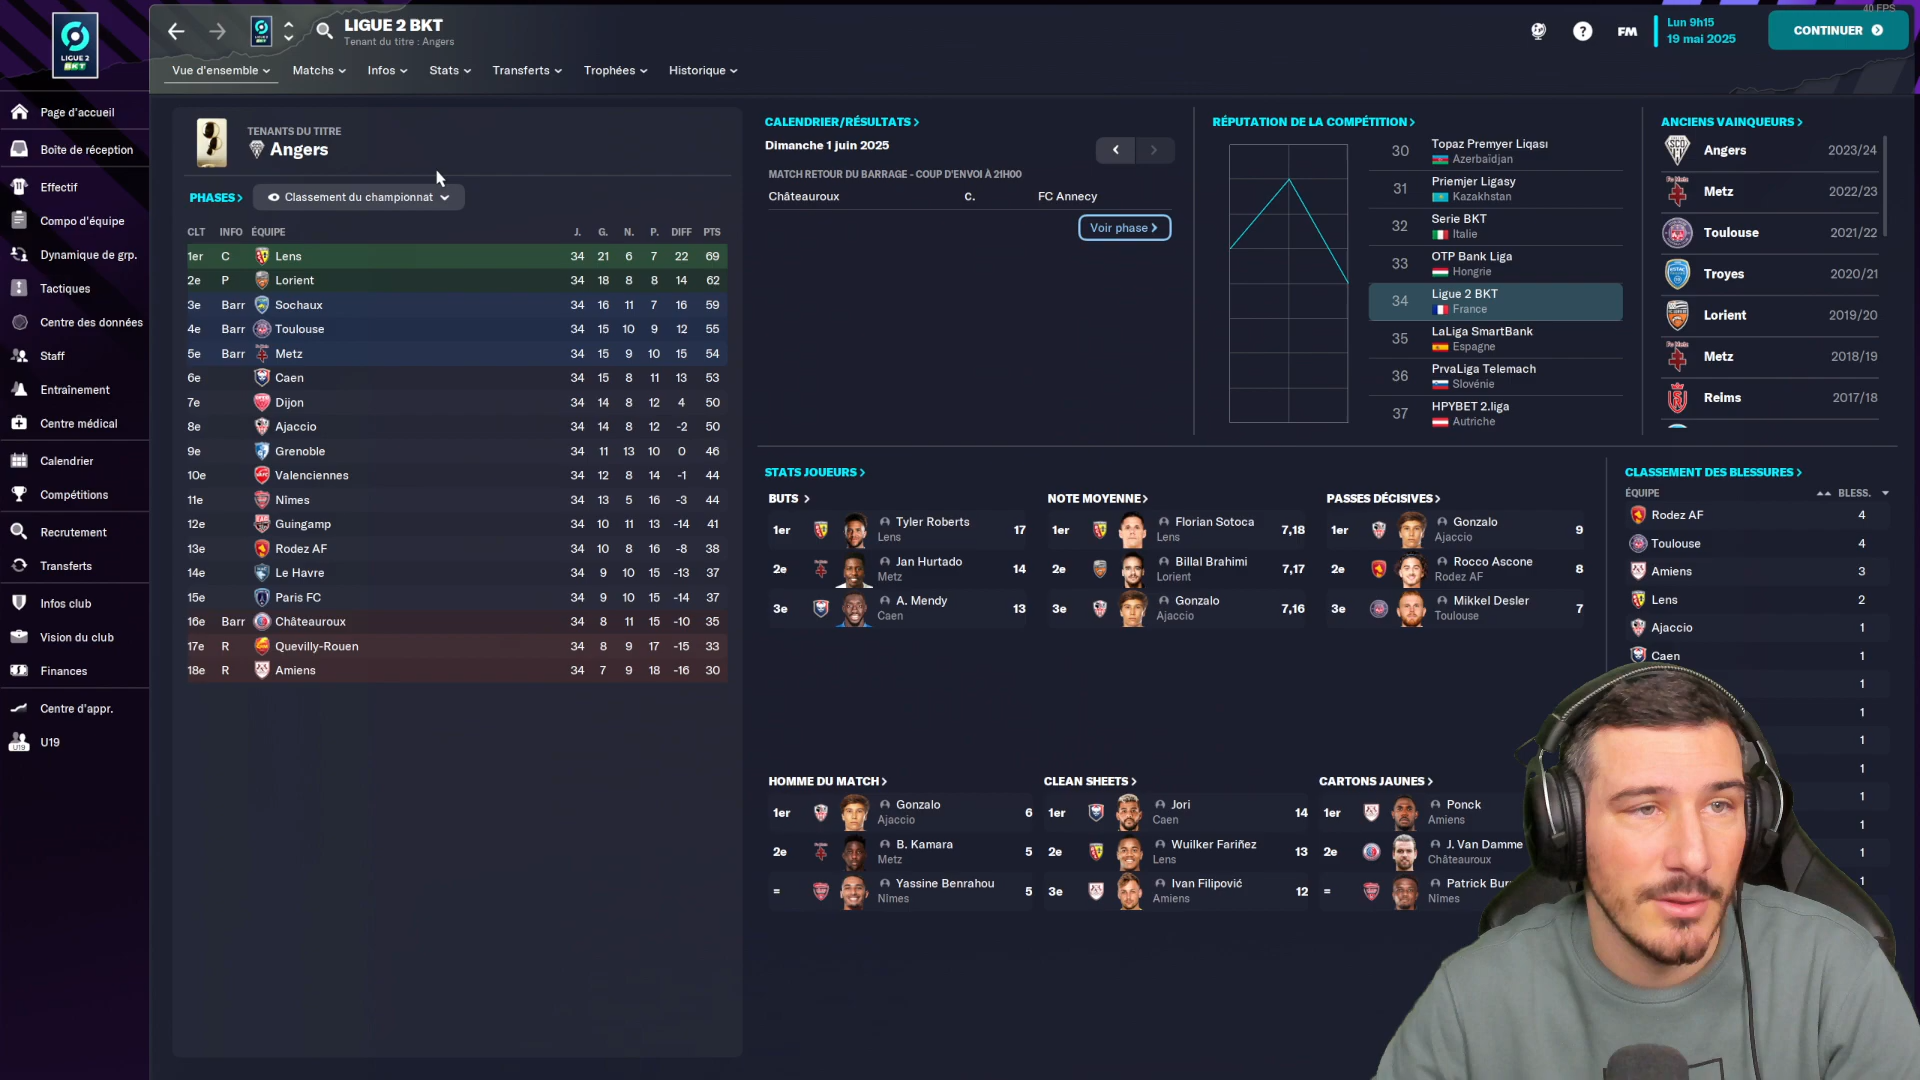 40 FPS
LIGUE 2 BKT
Tenant du titre : Angers
FM
Lun 9h15
19 mai 2025
CONTINUER
LIGUE 2
BKT
Vue d'ensemble
Matchs
Infos
Stats
Transferts
Trophées
Historique
Page d'accueil
Boîte de réception
Effectif
Compo d'équipe
Dynamique de grp.
Tactiques
Centre des données
Staff
Entraînement
Centre médical
Calendrier
Compétitions
Recrutement
Transferts
Infos club
Vision du club
Finances
Centre d'appr.
U19
TENANTS DU TITRE
Angers
PHASES
Classement du championnat
CLT INFO ÉQUIPE J. G. N. P. DIFF PTS
1er C Lens 34 21 6 7 22 69
2e P Lorient 34 18 8 8 14 62
3e Barr Sochaux 34 16 11 7 16 59
4e Barr Toulouse 34 15 10 9 12 55
5e Barr Metz 34 15 9 10 15 54
6e Caen 34 15 8 11 13 53
7e Dijon 34 14 8 12 4 50
8e Ajaccio 34 14 8 12 -2 50
9e Grenoble 34 11 13 10 0 46
10e Valenciennes 34 12 8 14 -1 44
11e Nîmes 34 13 5 16 -3 44
12e Guingamp 34 10 11 13 -14 41
13e Rodez AF 34 10 8 16 -8 38
14e Le Havre 34 9 10 15 -13 37
15e Paris FC 34 9 10 15 -14 37
16e Barr Châteauroux 34 8 11 15 -10 35
17e R Quevilly-Rouen 34 8 9 17 -15 33
18e R Amiens 34 7 9 18 -16 30
CALENDRIER/RÉSULTATS
Dimanche 1 juin 2025
MATCH RETOUR DU BARRAGE - COUP D'ENVOI À 21H00
Châteauroux C. FC Annecy
Voir phase
RÉPUTATION DE LA COMPÉTITION
30 Topaz Premyer Liqası
Azerbaïdjan
31 Priemjer Ligasy
Kazakhstan
32 Serie BKT
Italie
33 OTP Bank Liga
Hongrie
34 Ligue 2 BKT
France
35 LaLiga SmartBank
Espagne
36 PrvaLiga Telemach
Slovénie
37 HPYBET 2.liga
Autriche
ANCIENS VAINQUEURS
Angers 2023/24
Metz 2022/23
Toulouse 2021/22
Troyes 2020/21
Lorient 2019/20
Metz 2018/19
Reims 2017/18
STATS JOUEURS
BUTS
1er Tyler Roberts 17
Lens
2e Jan Hurtado 14
Metz
3e A. Mendy 13
Caen
NOTE MOYENNE
1er Florian Sotoca 7,18
Lens
2e Billal Brahimi 7,17
Lorient
3e Gonzalo 7,16
Ajaccio
PASSES DÉCISIVES
1er Gonzalo 9
Ajaccio
2e Rocco Ascone 8
Rodez AF
3e Mikkel Desler 7
Toulouse
HOMME DU MATCH
1er Gonzalo 6
Ajaccio
2e B. Kamara 5
Metz
= Yassine Benrahou 5
Nîmes
CLEAN SHEETS
1er Jori 14
Caen
2e Wuilker Fariñez 13
Lens
3e Ivan Filipović 12
Amiens
CARTONS JAUNES
1er Ponck
Amiens
2e J. Van Damme
Châteauroux
= Patrick
Nîmes
CLASSEMENT DES BLESSURES
ÉQUIPE BLESS.
Rodez AF 4
Toulouse 4
Amiens 3
Lens 2
Ajaccio 1
Caen 1
1
1
1
1
1
1
1
1